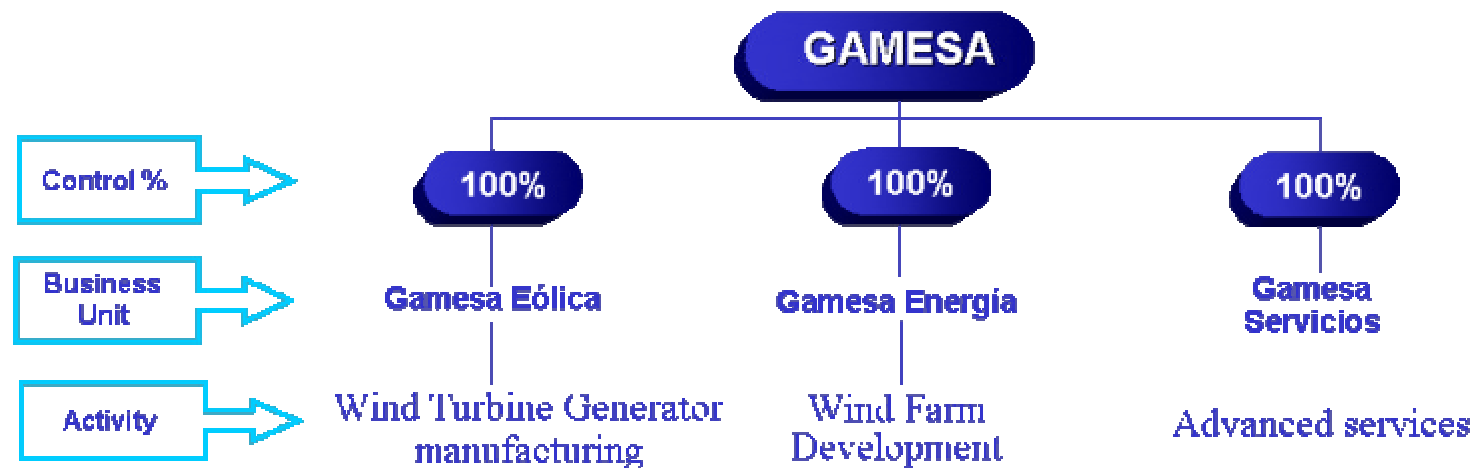 GAMESA
Control %
100%
100%
100%
Business
Unit
Gamesa Eólica
Gamesa Energía
Gamesa
Servicios
Activity
Wind Turbine Generator
manufacturing
Wind Farm
Development
Advanced services